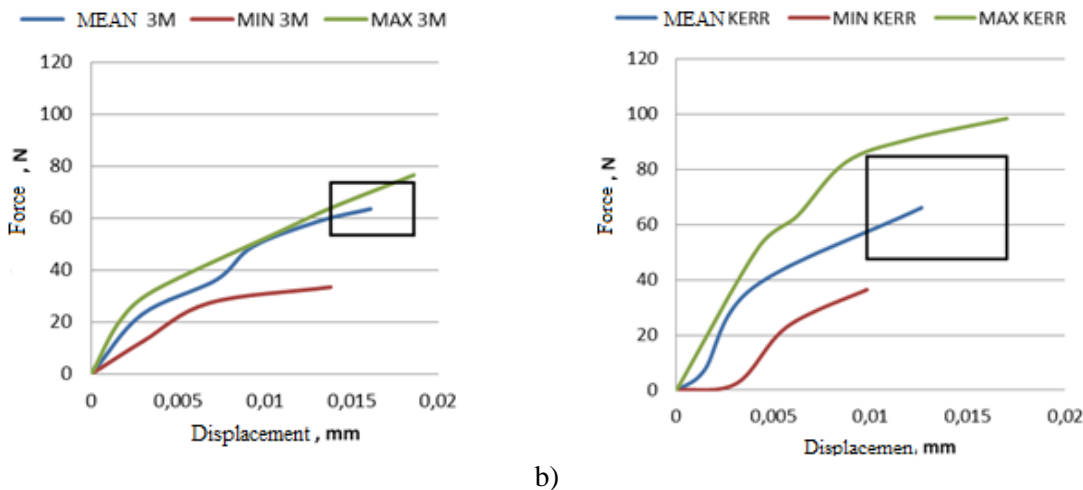 MEAN 3M MIN 3M MAX 3M
120
100
80
60
40
20
0
Force , N
0 0,005 0,01 0,015 0,02
Displacement , mm
MEAN KERR MIN KERR MAX KERR
120
100
80
60
40
20
0
Force , N
0 0,005 0,01 0,015 0,02
Displacemen. mm
b)